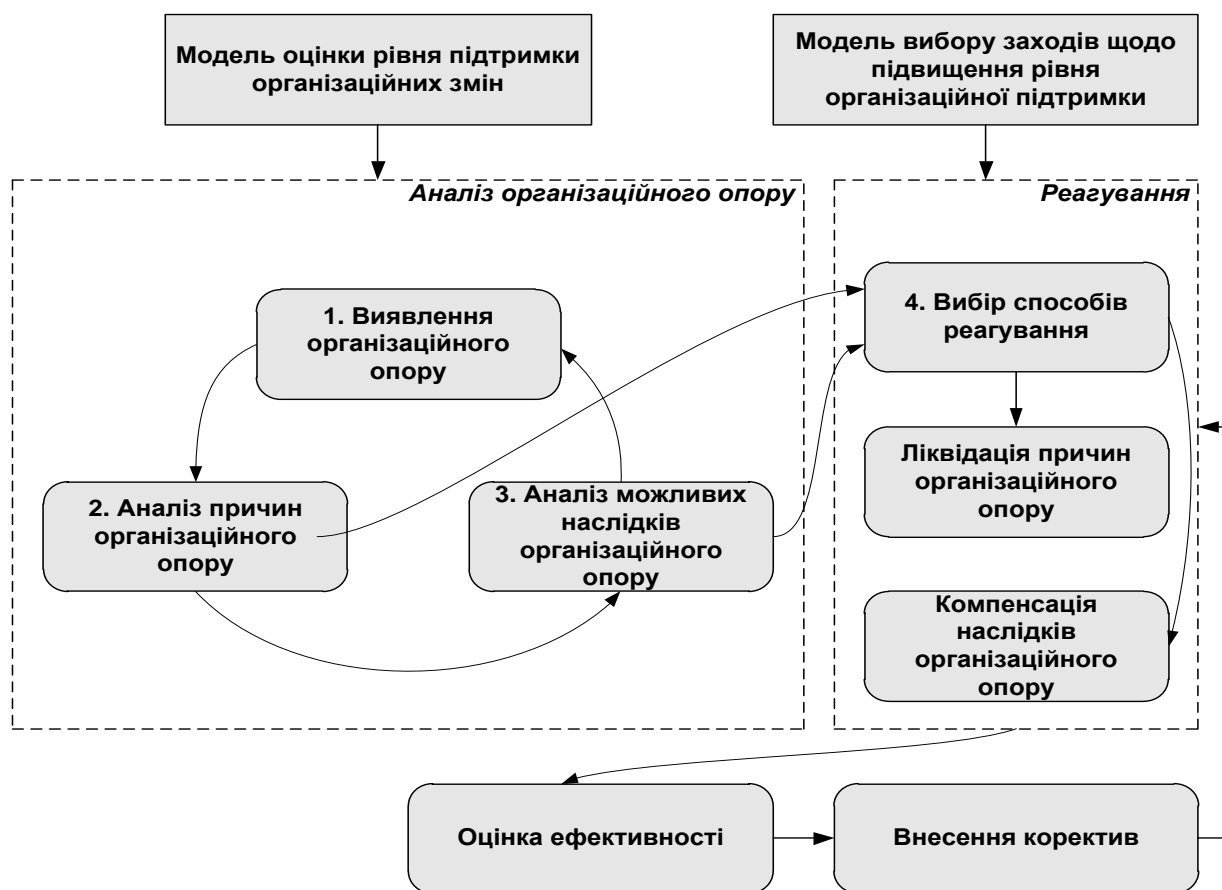 Модель оцінки рівня підтримки
організаційних змін
Модель вибору заходів щодо
підвищення рівня
організаційної підтримки
Аналіз організаційного опору
1. Виявлення
організаційного
опору
2. Аналіз причин
організаційного
опору
3. Аналіз можливих
наслідків
організаційного
опору
Реагування
4. Вибір способів
реагування
Ліквідація причин
організаційного
опору
Компенсація
наслідків
організаційного
опору
Оцінка ефективності
Внесення коректив